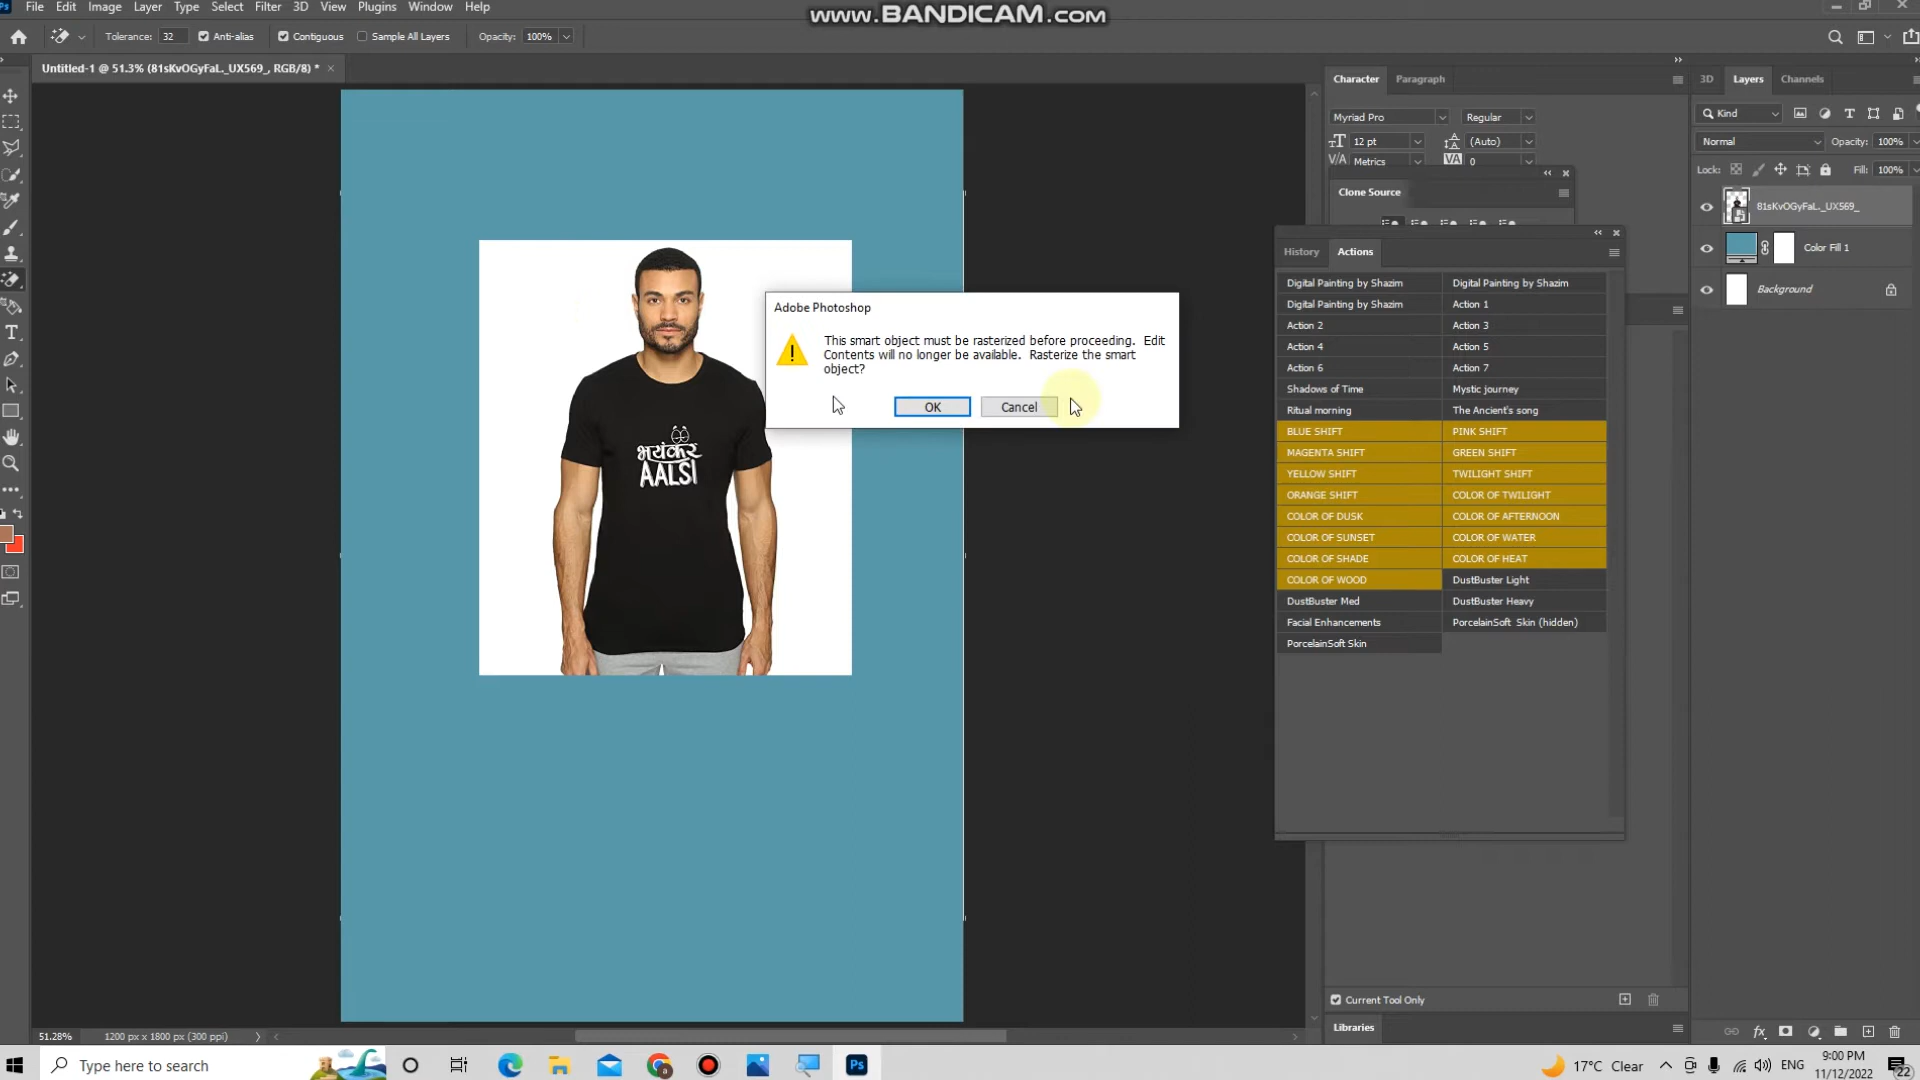 www.BANDICAM.com
File Edit Image Layer Type Select Filter 3D View Plugins Window Help
Tolerance: 32 Anti-alias Contiguous Sample All Layers Opacity: 100%
Untitled-1 @ 51.3% (81sKvOGyFaL._UX569_, RGB/8) *
Character Paragraph
Myriad Pro Regular
12 pt (Auto)
Metrics 0
Clone Source
3D Layers Channels
Kind
Normal Opacity: 100%
Lock: Fill: 100%
81sKvOGyFaL._UX569_
Color Fill 1
Background
History Actions
Digital Painting by Shazim Digital Painting by Shazim
Digital Painting by Shazim Action 1
Action 2 Action 3
Action 4 Action 5
Action 6 Action 7
Shadows of Time Mystic journey
Ritual morning The Ancient's song
BLUE SHIFT PINK SHIFT
MAGENTA SHIFT GREEN SHIFT
YELLOW SHIFT TWILIGHT SHIFT
ORANGE SHIFT COLOR OF TWILIGHT
COLOR OF DUSK COLOR OF AFTERNOON
COLOR OF SUNSET COLOR OF WATER
COLOR OF SHADE COLOR OF HEAT
COLOR OF WOOD DustBuster Light
DustBuster Med DustBuster Heavy
Facial Enhancements PorcelainSoft Skin (hidden)
PorcelainSoft Skin
Adobe Photoshop
This smart object must be rasterized before proceeding. Edit
Contents will no longer be available. Rasterize the smart
object?
OK Cancel
भयंकर
AALSI
Current Tool Only
Libraries
51.28% 1200 px x 1800 px (300 ppi)
Type here to search
Ps
17°C Clear
ENG
9:00 PM
11/12/2022
22